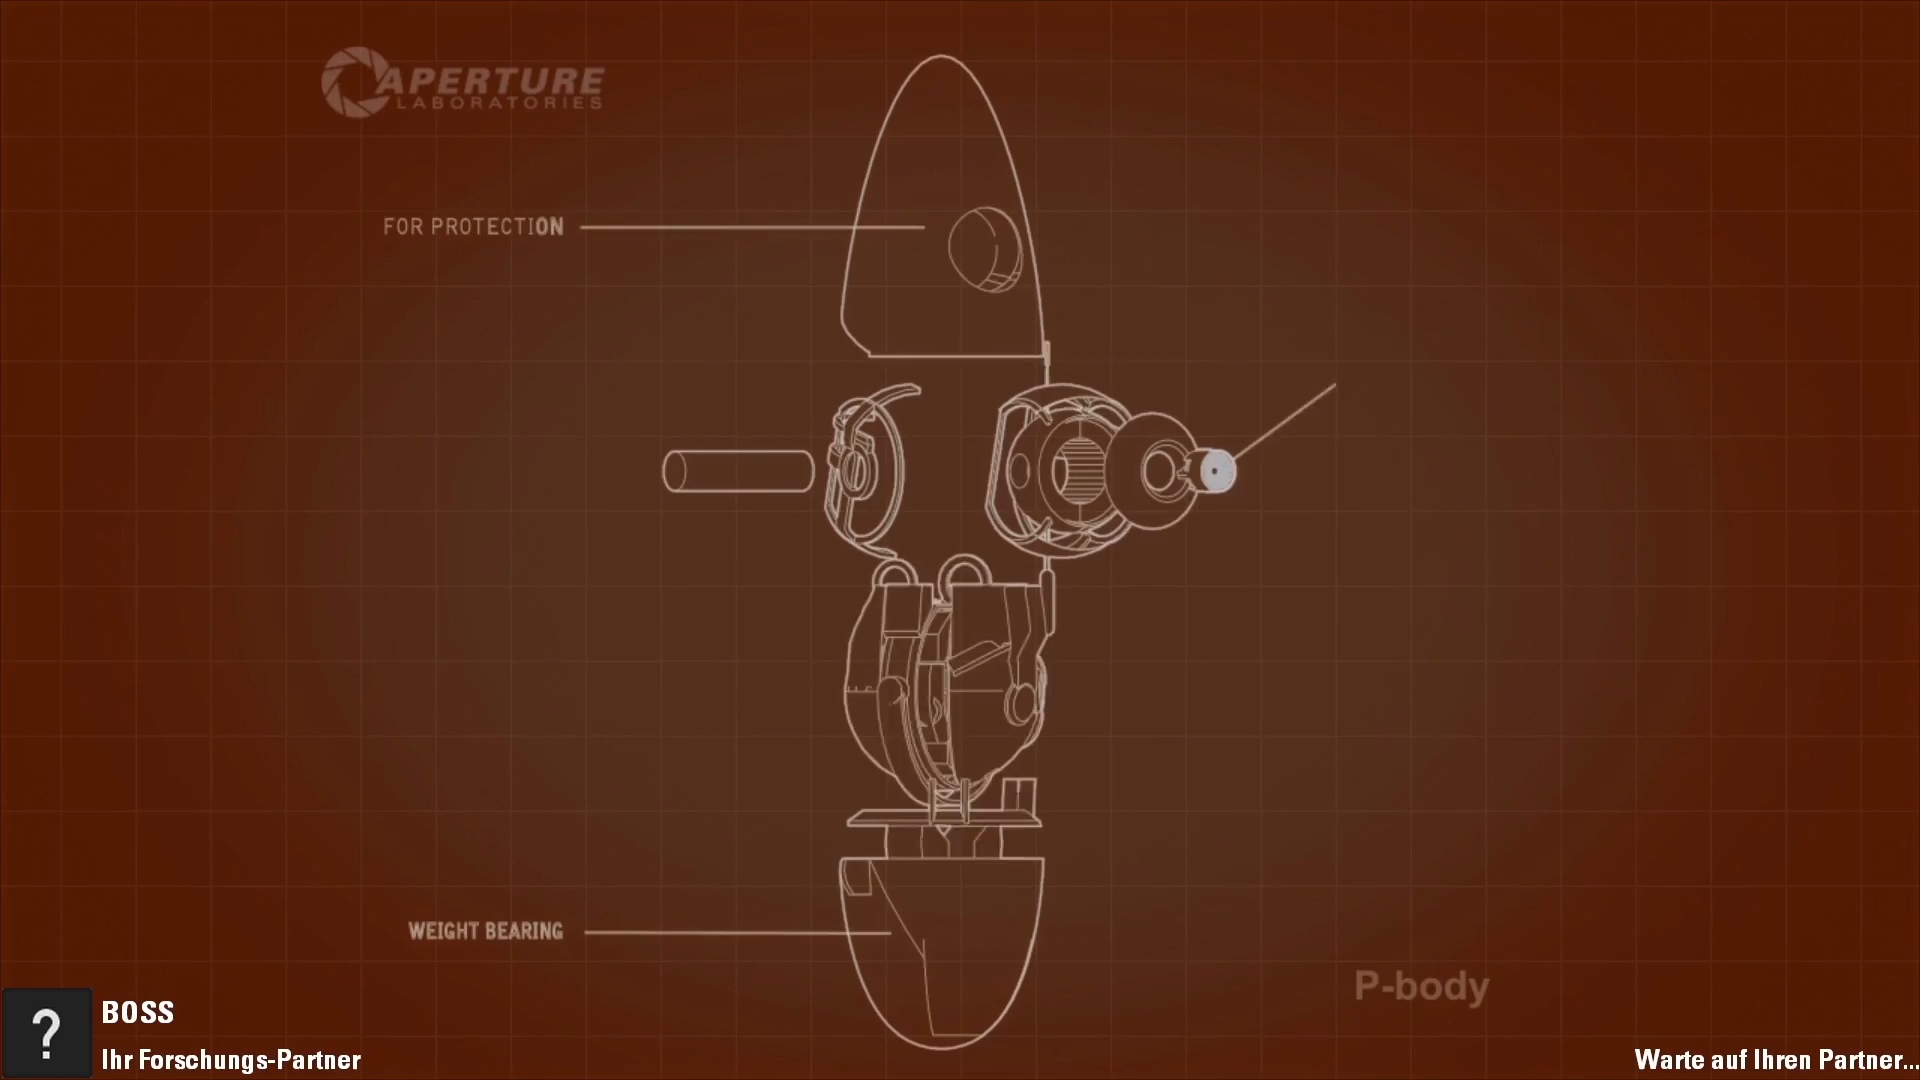 APERTURE
LABORATORIES
FOR PROTECTION
WEIGHT BEARING
P-body
?
BOSS
Ihr Forschungs-Partner
Warte auf Ihren Partner...